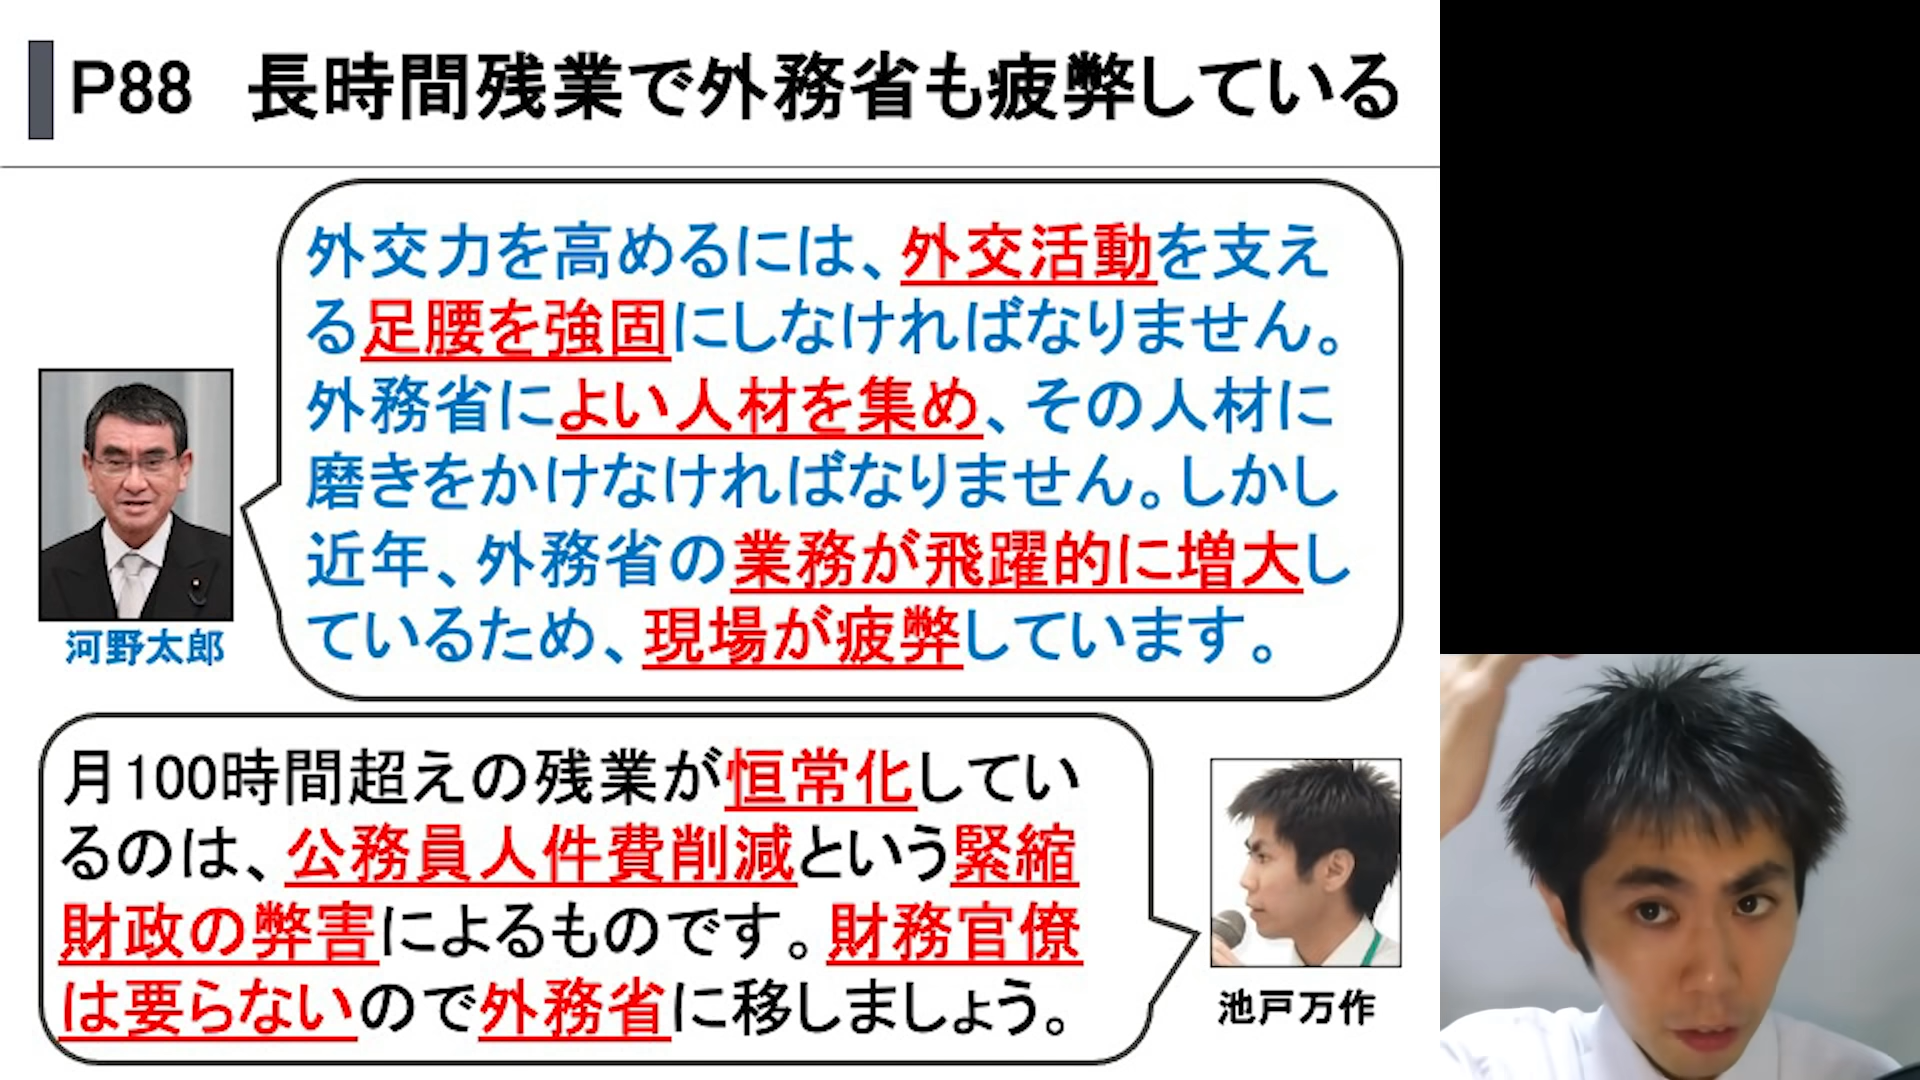 P88 長時間残業で外務省も疲弊している
外交力を高めるには、外交活動を支え
る足腰を強固にしなければなりません。
外務省によい人材を集め、その人材に
磨きをかけなければなりません。しかし
近年、外務省の業務が飛躍的に増大し
ているため、現場が疲弊しています。
河野太郎
月100時間超えの残業が恒常化してい
るのは、公務員人件費削減という緊縮
財政の弊害によるものです。財務官僚
は要らないので外務省に移しましょう。
池戸万作